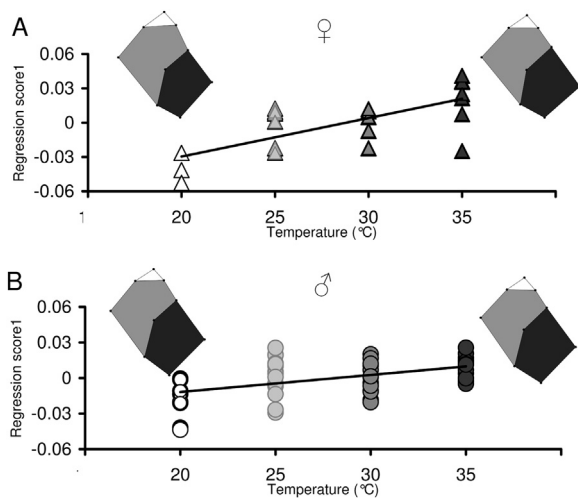 A
♀
0.06
0.03
0
-0.03
-0.06
Regression score1
1 20 25 30 35
Temperature (°C)
B
♂
0.06
0.03
0
-0.03
-0.06
Regression score1
20 25 30 35
Temperature (°C)